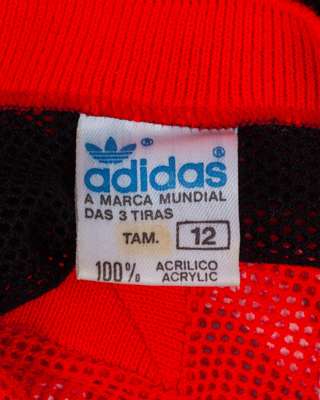 adidas ®
A MARCA MUNDIAL
DAS 3 TIRAS
TAM. 12
100% ACRILICO
ACRYLIC